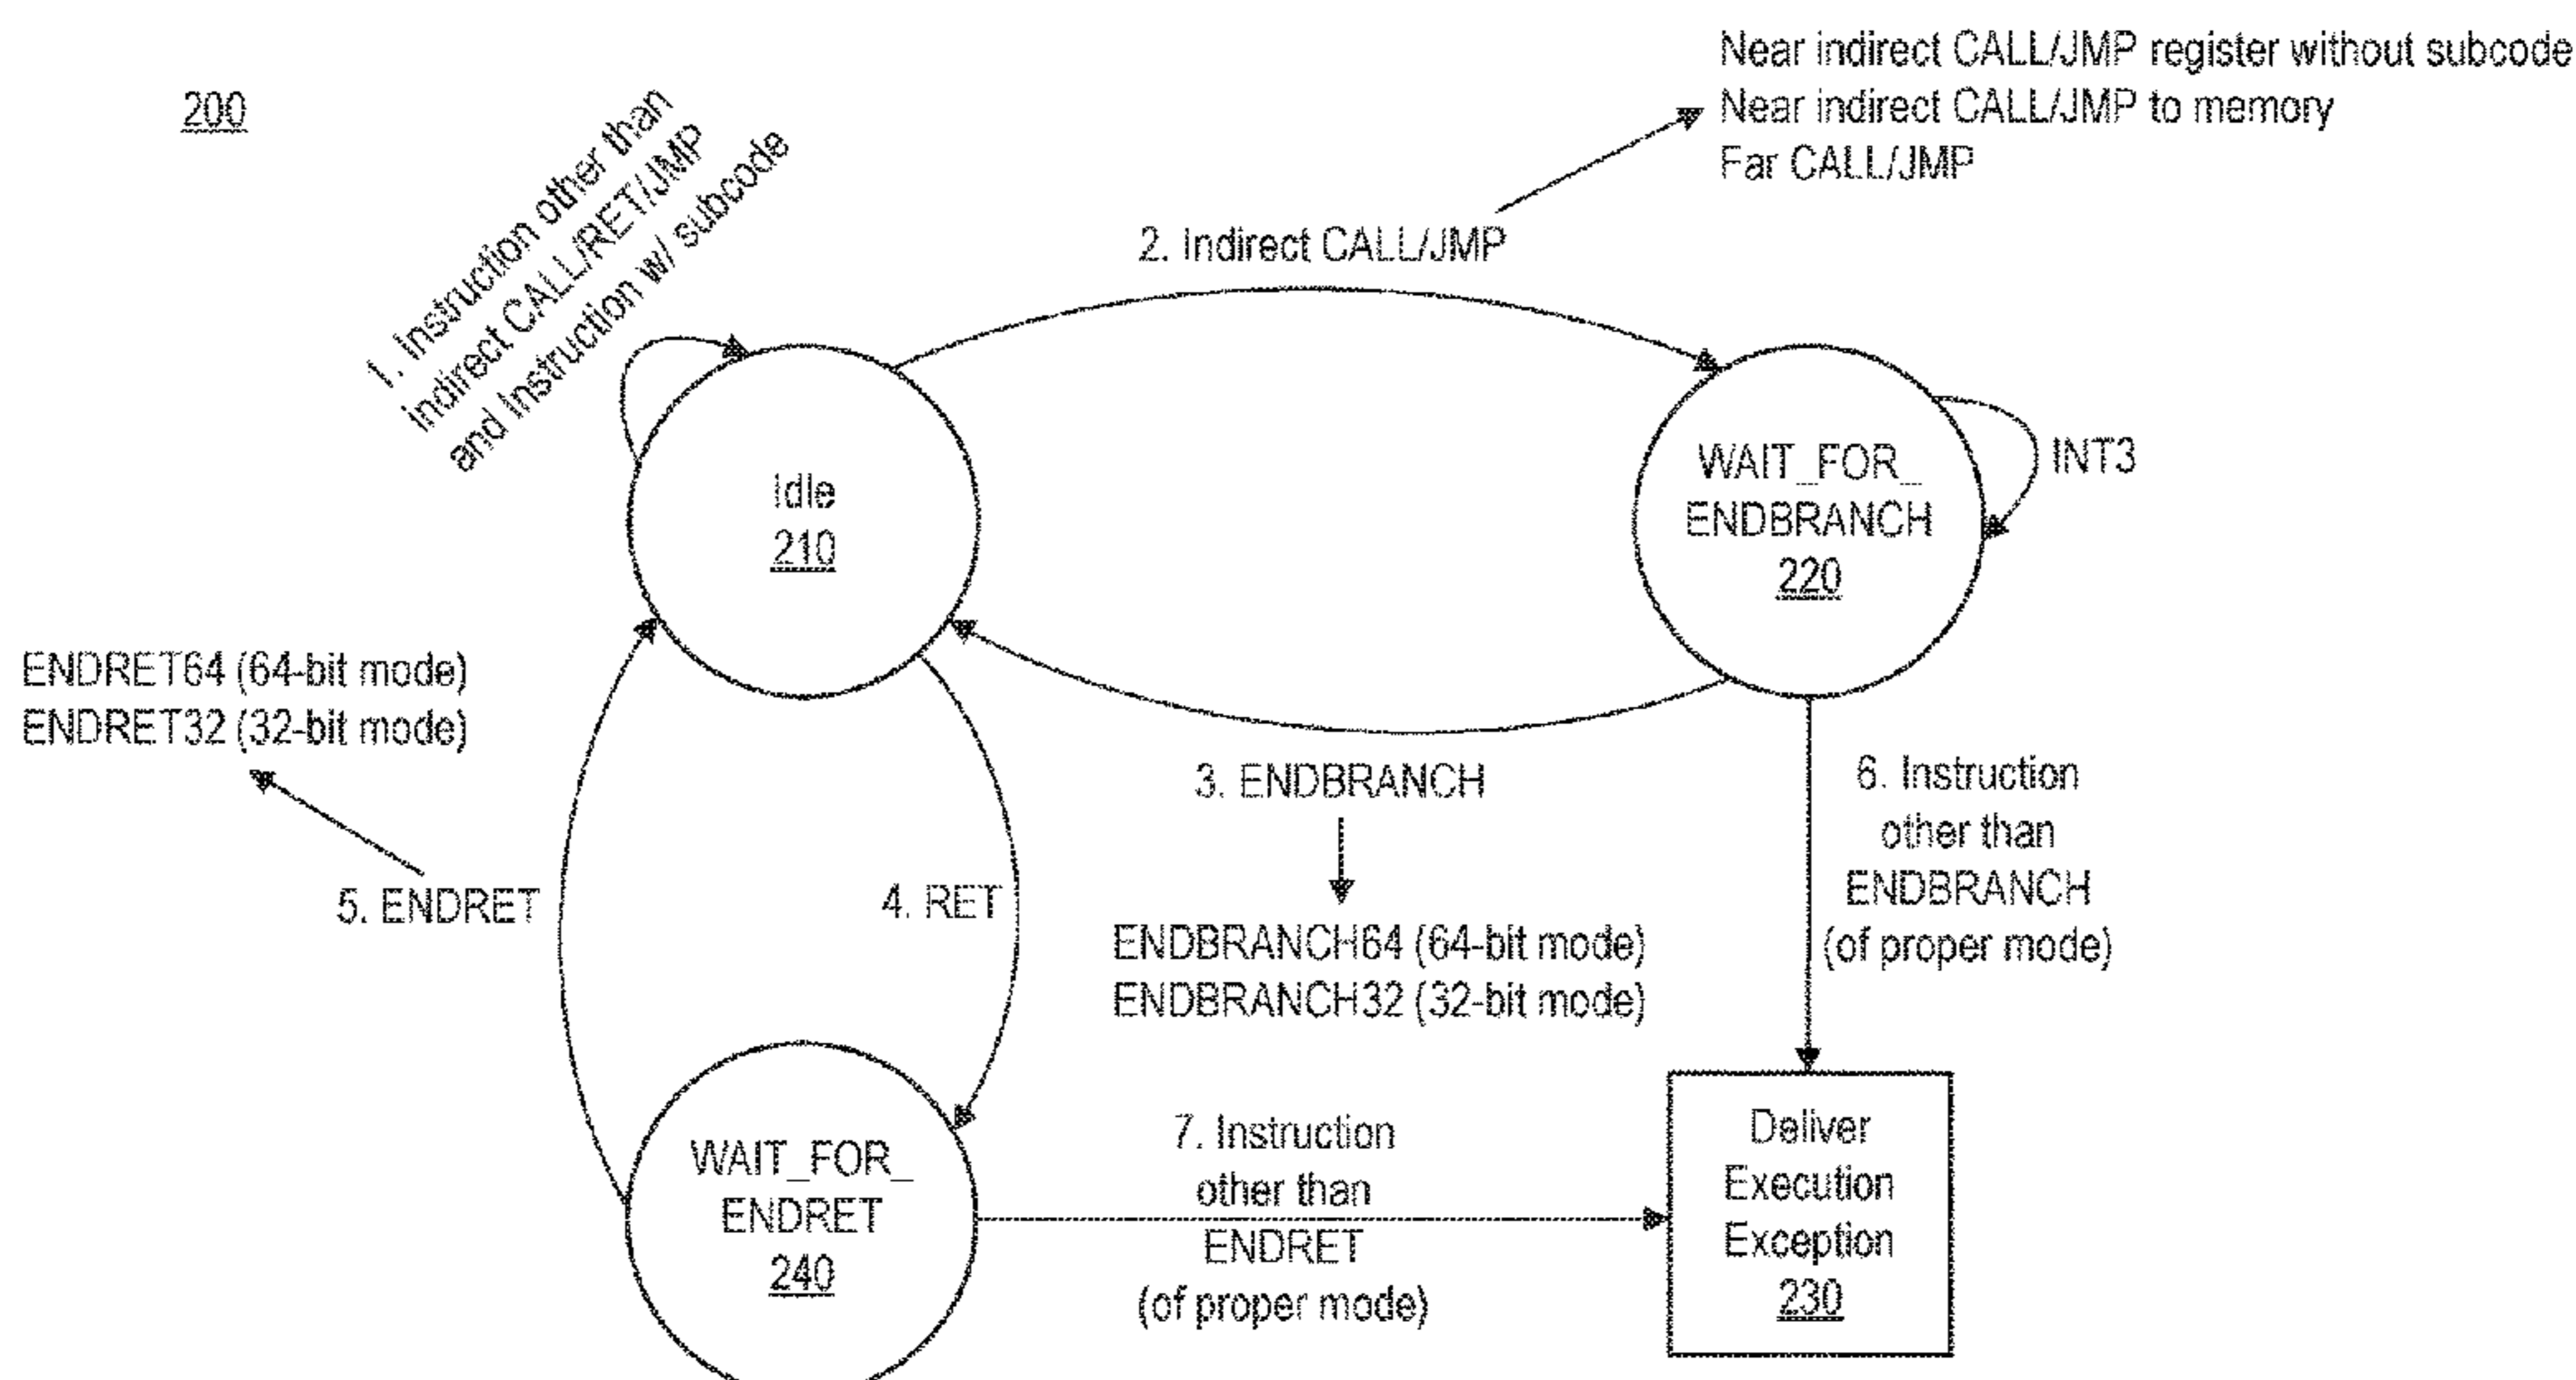 200
Near indirect CALL/JMP register without subcode
Near indirect CALL/JMP to memory
Far CALL/JMP
1. Instruction other than
indirect CALL/RET/JMP
and Instruction w/ subcode
2. Indirect CALL/JMP
Idle
210
WAIT_FOR_
ENDBRANCH
220
INT3
ENDRET64 (64-bit mode)
ENDRET32 (32-bit mode)
5. ENDRET
4. RET
3. ENDBRANCH
ENDBRANCH64 (64-bit mode)
ENDBRANCH32 (32-bit mode)
6. Instruction
other than
ENDBRANCH
(of proper mode)
WAIT_FOR_
ENDRET
240
7. Instruction
other than
ENDRET
(of proper mode)
Deliver
Execution
Exception
230